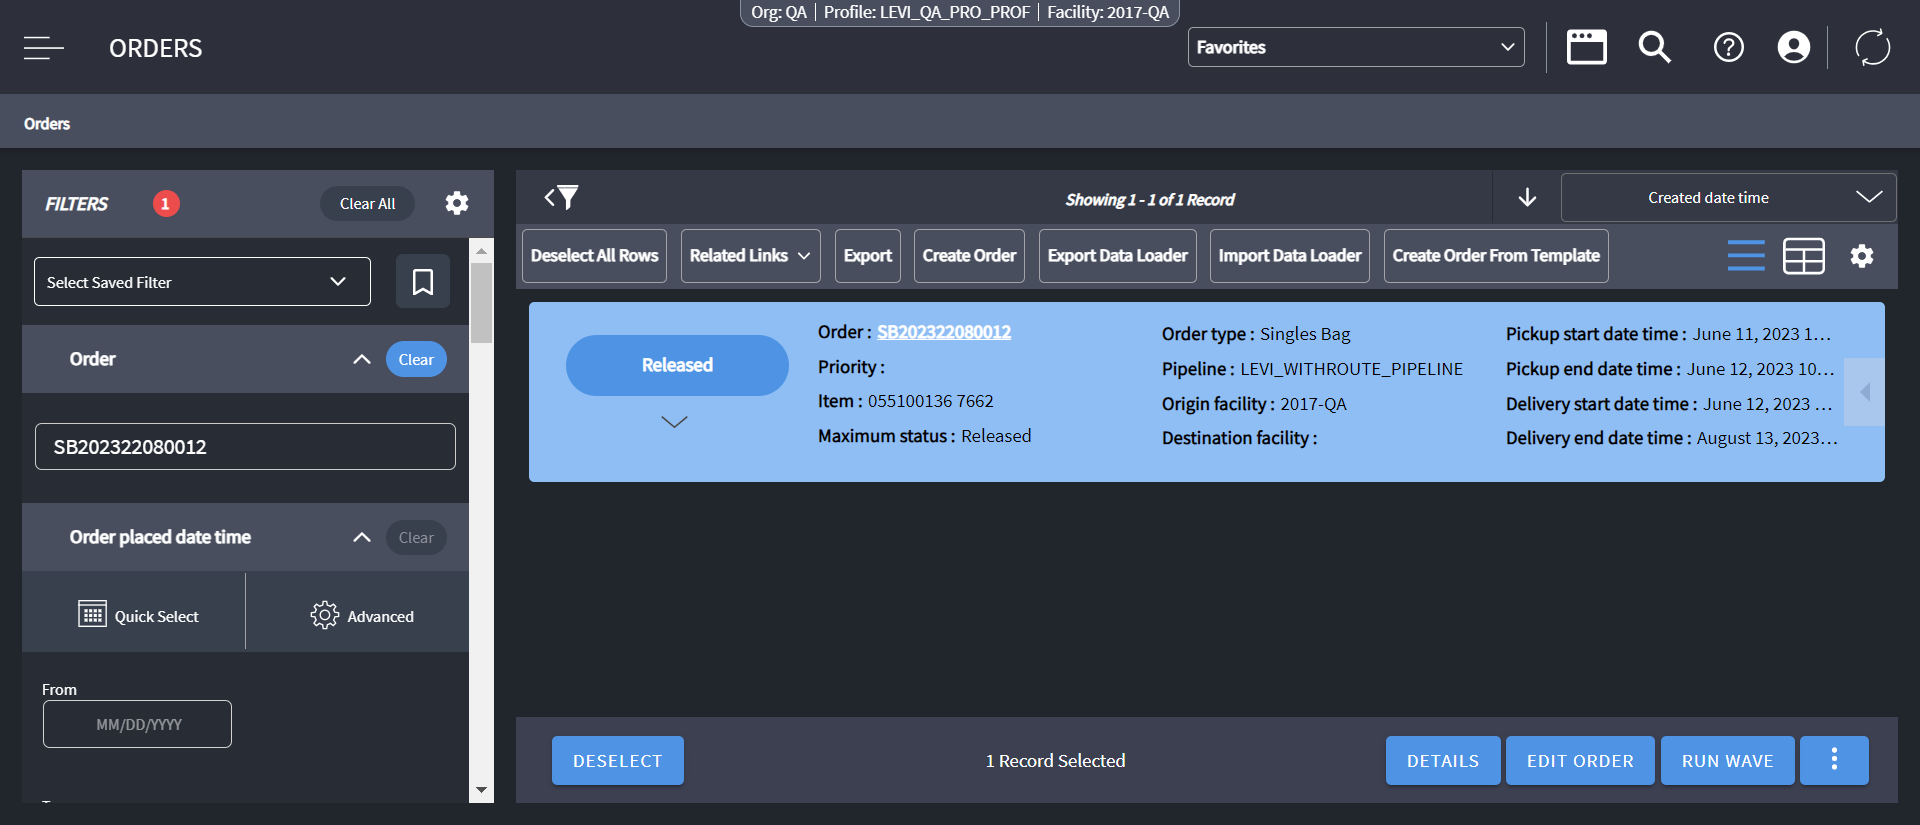 Org: QA | Profile: LEVI_QA_PRO_PROF | Facility: 2017-QA
ORDERS
Favorites
Orders
FILTERS 1 Clear All
Select Saved Filter
Order Clear
SB202322080012
Order placed date time Clear
Quick Select Advanced
From
MM/DD/YYYY
Showing 1 - 1 of 1 Record
Created date time
Deselect All Rows Related Links Export Create Order Export Data Loader Import Data Loader Create Order From Template
Released
Order : SB202322080012
Priority :
Item : 055100136 7662
Maximum status : Released
Order type : Singles Bag
Pipeline : LEVI_WITHROUTE_PIPELINE
Origin facility : 2017-QA
Destination facility :
Pickup start date time : June 11, 2023 1...
Pickup end date time : June 12, 2023 10...
Delivery start date time : June 12, 2023 ...
Delivery end date time : August 13, 2023...
DESELECT 1 Record Selected DETAILS EDIT ORDER RUN WAVE